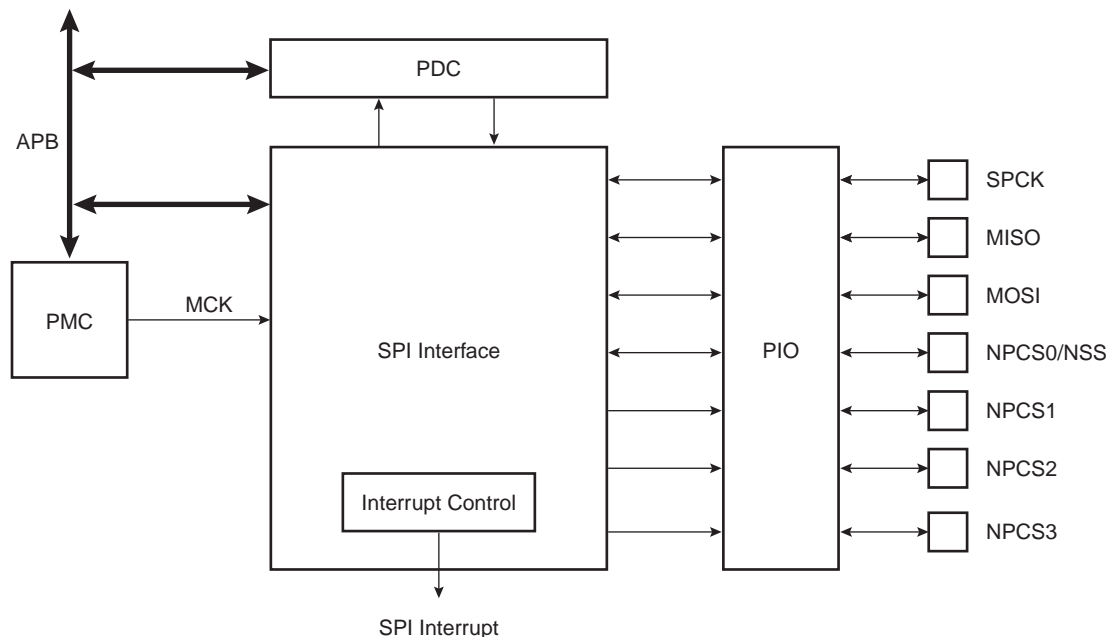 PDC
APB
SPCK
MISO
MCK
MOSI
PMC
SPI Interface
PIO
NPCS0/NSS
NPCS1
NPCS2
Interrupt Control
NPCS3
SPI Interrupt